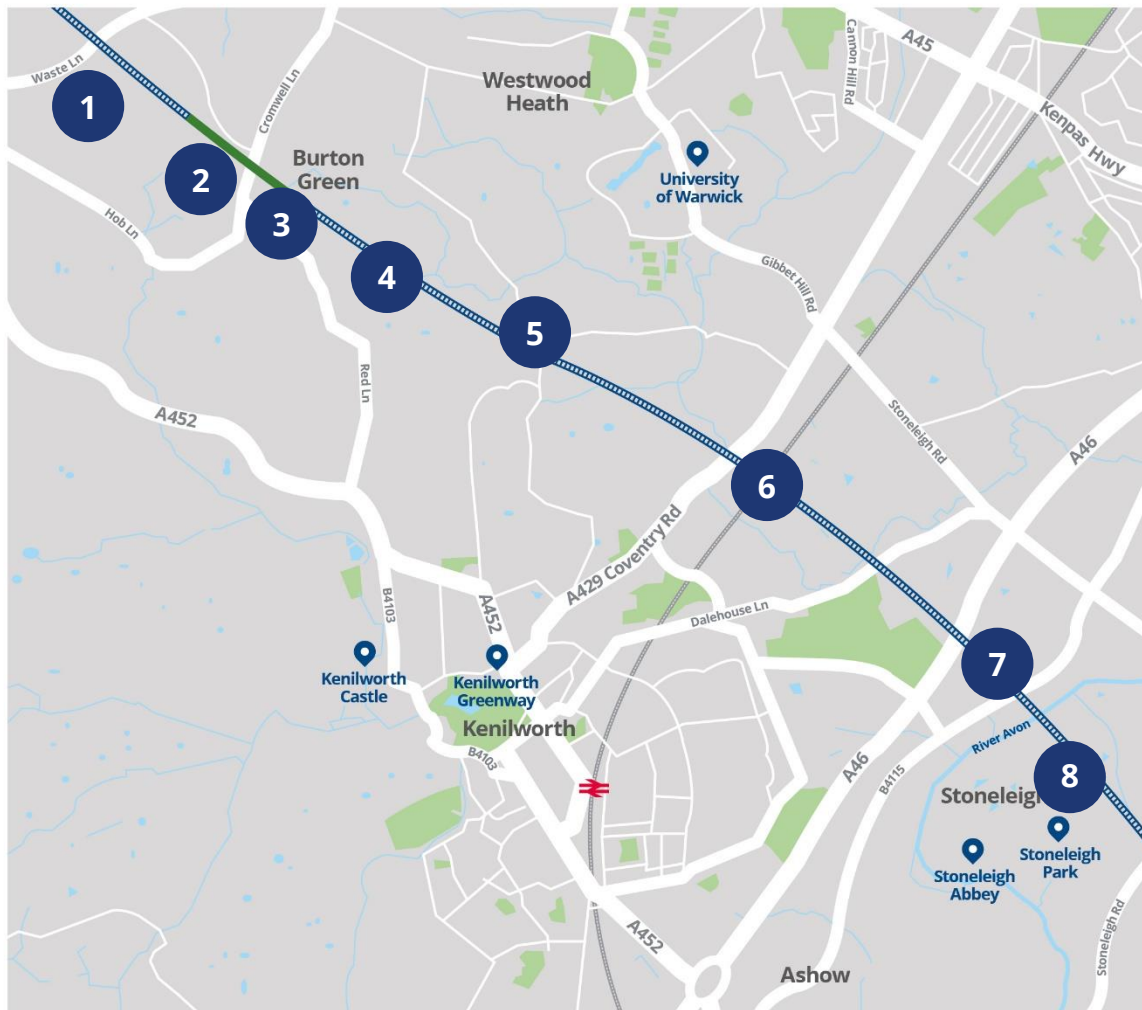 A45
Cannon Hill Rd
Waste Ln
Westwood
Heath
Cromwell Ln
1
Kenpas Hwy
Burton
Green
University
of Warwick
2
Hob Ln
3
4
Gibbet Hill Rd
5
Red Ln
A452
Stoneleigh Rd
A46
6
A429 Coventry Rd
B4103
A452
Dalehouse Ln
Kenilworth
Castle
Kenilworth
Greenway
7
Kenilworth
River Avon
B4103
A46
B4115
8
Stoneleig
Stoneleigh
Park
Stoneleigh
Abbey
A452
Stoneleigh Rd
Ashow